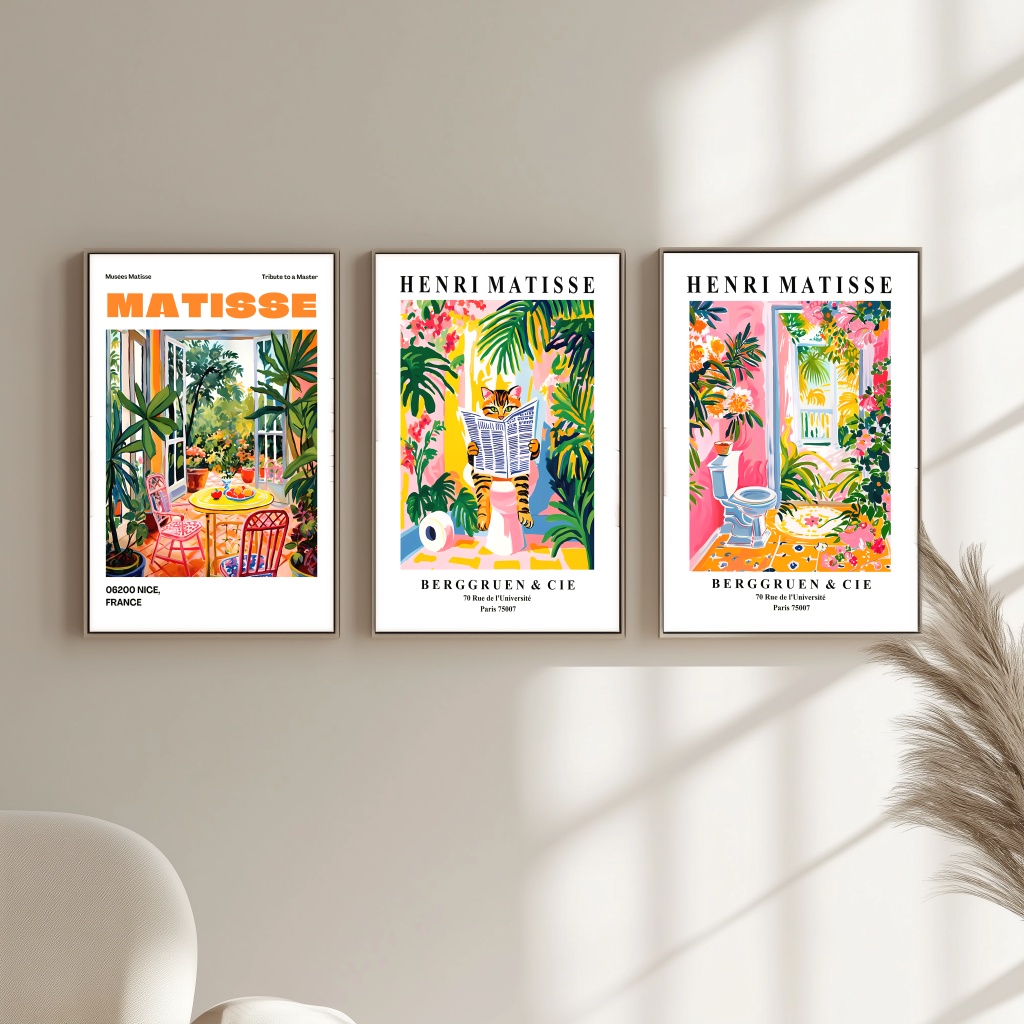 Musées Matisse
Tribute to a Master
MATISSE
06200 NICE,
FRANCE
HENRI MATISSE
BERGGRUEN & CIE
70 Rue de l'Université
Paris 75007
HENRI MATISSE
BERGGRUEN & CIE
70 Rue de l'Université
Paris 75007